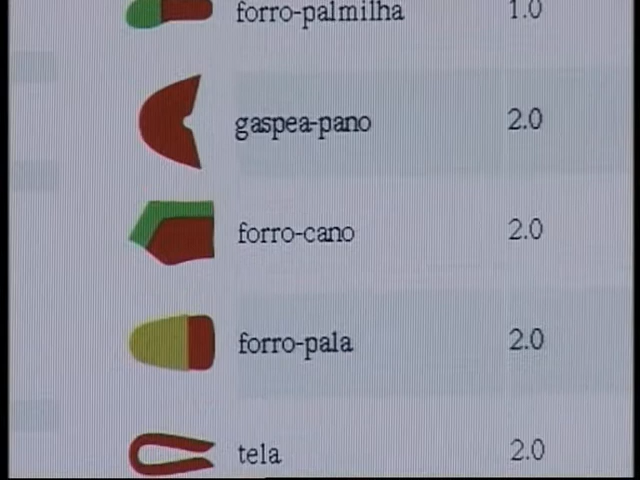 forro-palmilha 1.0
gaspea-pano 2.0
forro-cano 2.0
forro-pala 2.0
tela 2.0